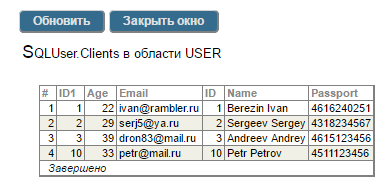 Обновить Закрыть окно
SQLUser.Clients в области USER
# ID1 Age Email ID Name Passport
1 1 22 ivan@rambler.ru 1 Berezin Ivan 4616240251
2 2 29 serj5@ya.ru 2 Sergeev Sergey 4318234567
3 3 39 dron83@mail.ru 3 Andreev Andrey 4615123456
4 10 33 petr@mail.ru 10 Petr Petrov 4511123456
Завершено